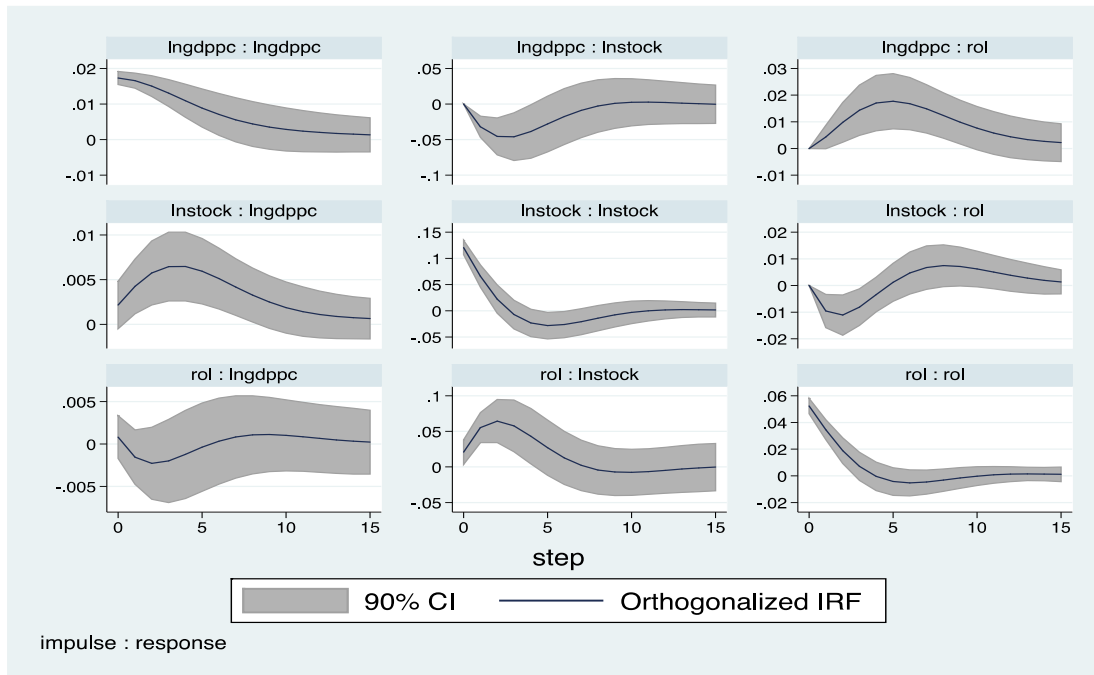 lngdppc : lngdppc
.02
.01
0
-.01
lngdppc : lnstock
.05
0
-.05
-.1
lngdppc : rol
.03
.02
.01
0
-.01
lnstock : lngdppc
.01
.005
0
lnstock : lnstock
.15
.1
.05
0
-.05
lnstock : rol
.02
.01
0
-.01
-.02
rol : lngdppc
.005
0
-.005
0 5 10 15
rol : lnstock
.1
.05
0
-.05
0 5 10 15
rol : rol
.06
.04
.02
0
-.02
0 5 10 15
step
90% CI
Orthogonalized IRF
impulse : response